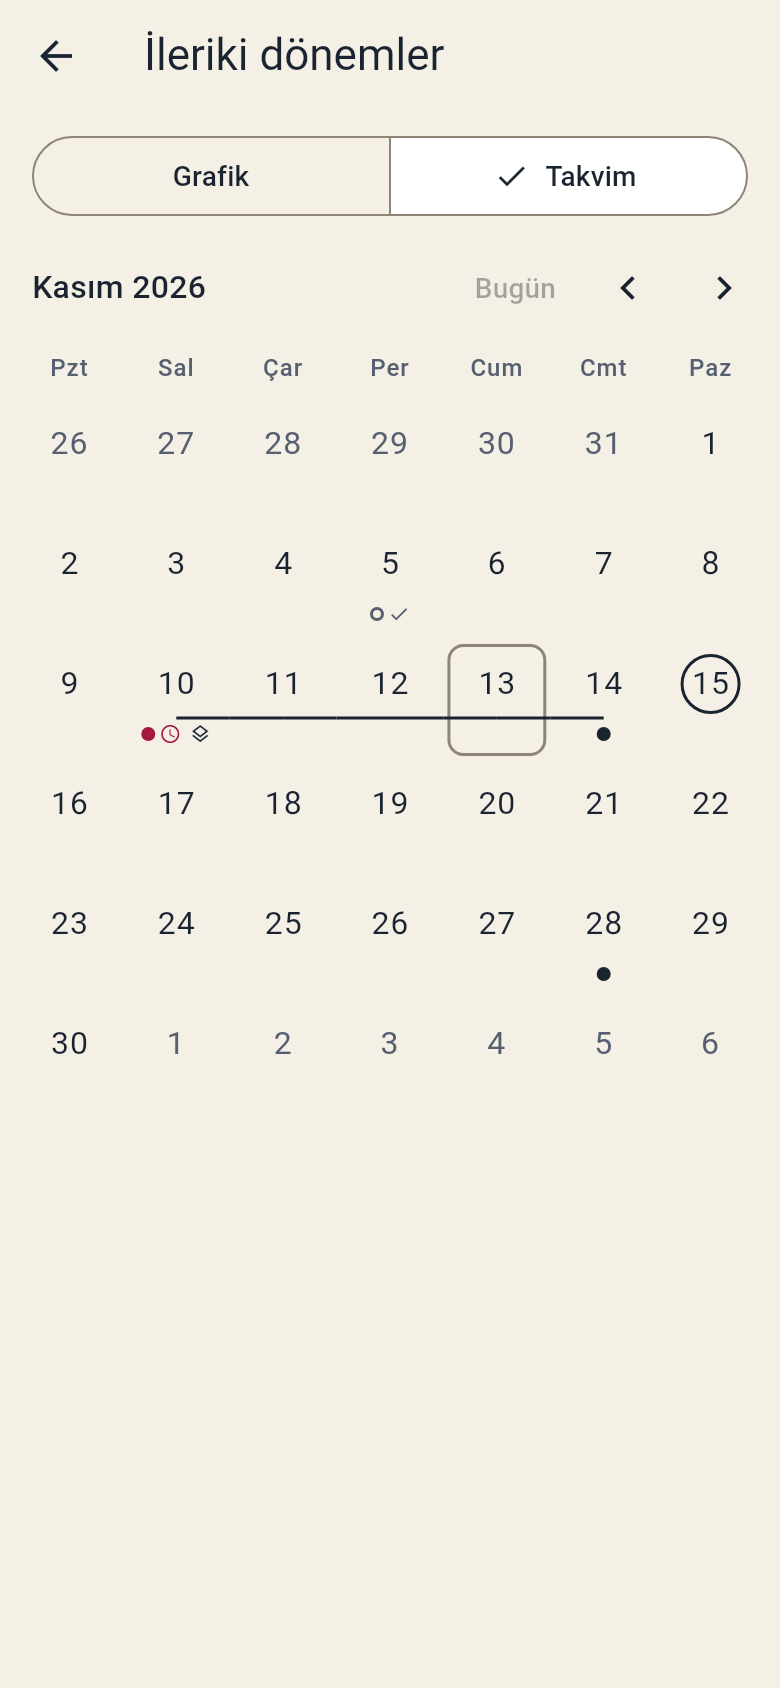 İleriki dönemler
Grafik
Takvim
Kasım 2026
Bugün
Pzt Sal Çar Per Cum Cmt Paz
26 27 28 29 30 31 1
2 3 4 5 6 7 8
9 10 11 12 13 14 15
16 17 18 19 20 21 22
23 24 25 26 27 28 29
30 1 2 3 4 5 6